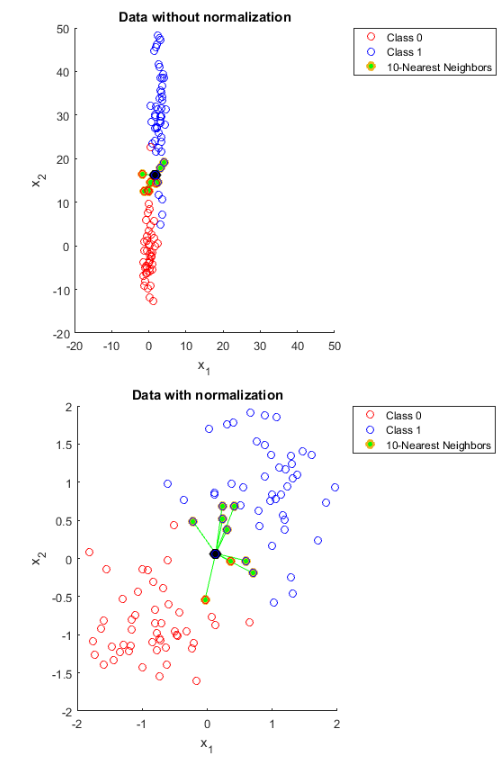 Data without normalization
50
40
30
20
10
0
-10
-20
x2
-20 -10 0 10 20 30 40 50
x1
Class 0
Class 1
10-Nearest Neighbors
Data with normalization
2
1.5
1
0.5
0
-0.5
-1
-1.5
-2
x2
-2 -1 0 1 2
x1
Class 0
Class 1
10-Nearest Neighbors